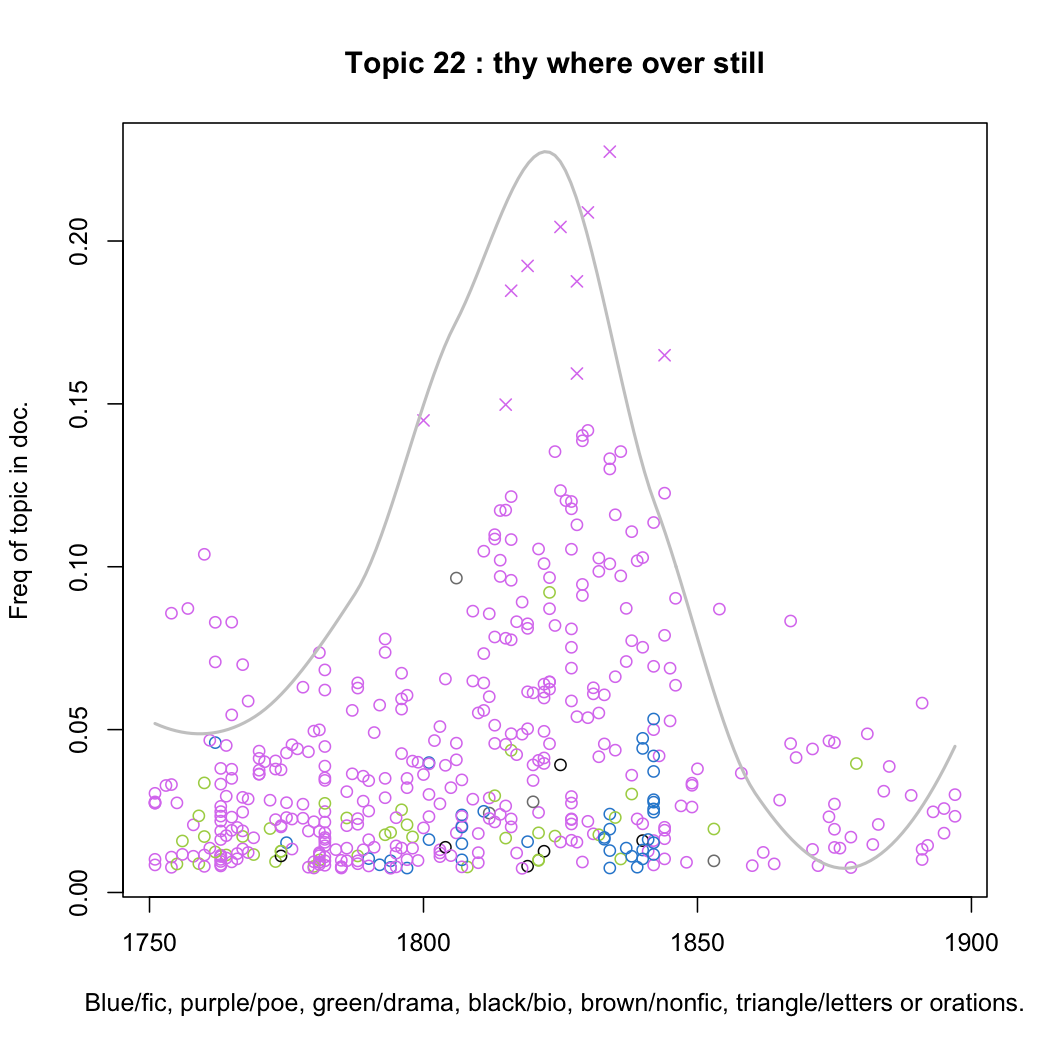 Topic 22 : thy where over still
Freq of topic in doc.
0.20
0.15
0.10
0.05
0.00
1750 1800 1850 1900
Blue/fic, purple/poe, green/drama, black/bio, brown/nonfic, triangle/letters or orations.